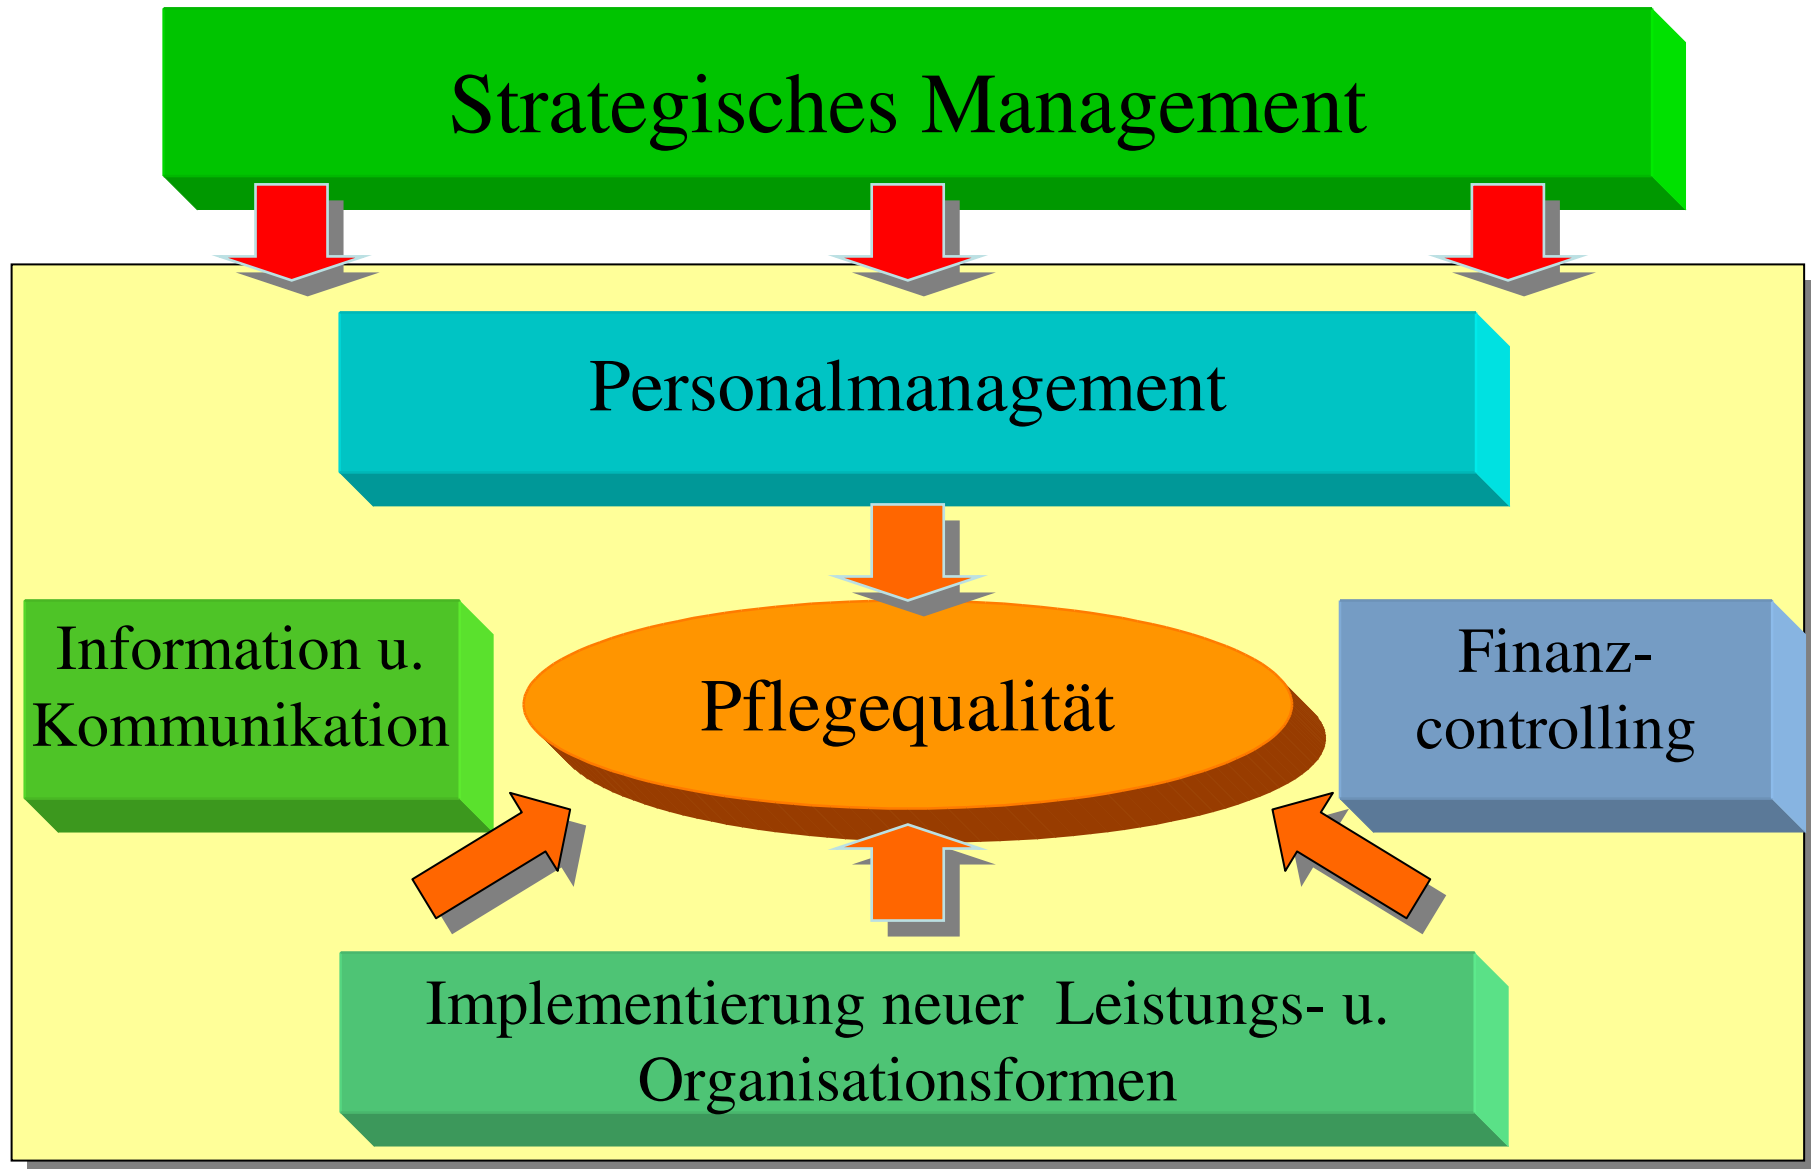 Strategisches Management
Personalmanagement
Information u.
Kommunikation
Pflegequalität
Finanz-
controlling
Implementierung neuer  Leistungs- u.
Organisationsformen